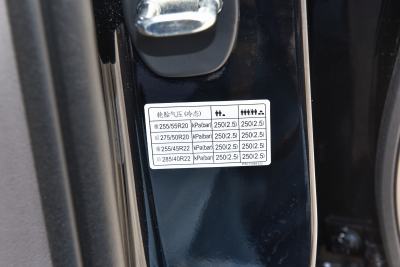 轮胎气压(冷态)
255/55R20 kPa/bar 250(2.5) 250(2.5)
275/50R20 kPa/bar 250(2.5) 250(2.5)
255/45R22 kPa/bar 250(2.5) 250(2.5)
285/40R22 kPa/bar 250(2.5) 250(2.5)